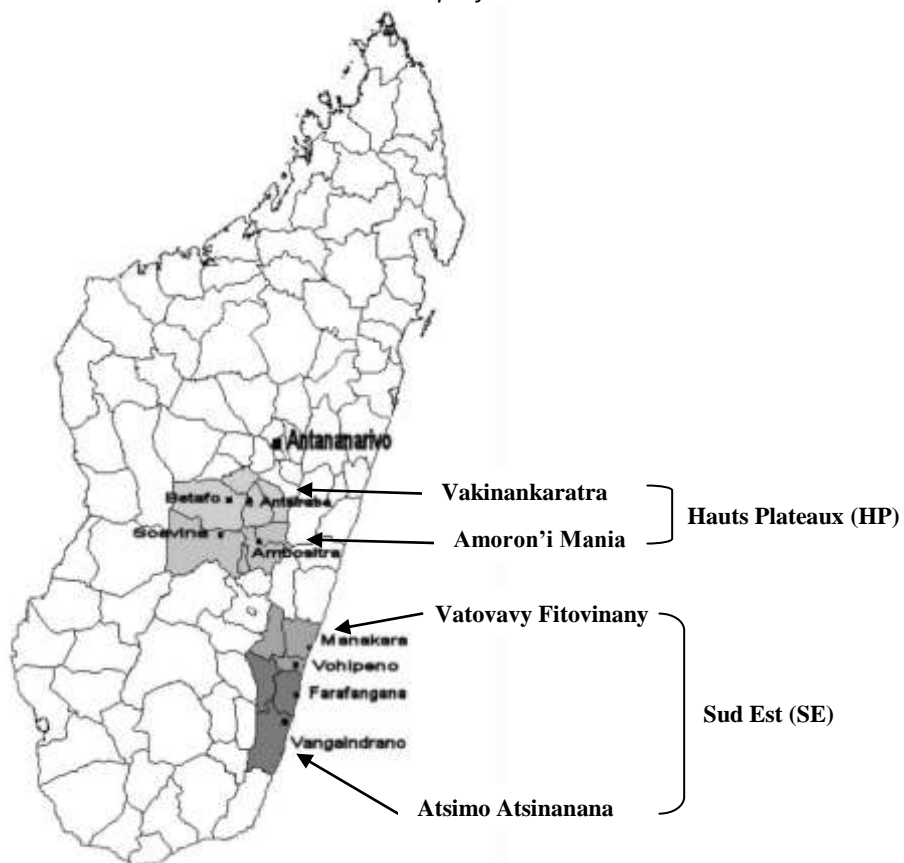 Antananarivo
Vakinankaratra
Betafo
Antsirabe
Hauts Plateaux (HP)
Soavina
Amoron'i Mania
Ambositra
Vatovavy Fitovinany
Manakara
Vohipeno
Farafangana
Sud Est (SE)
Vangaindrano
Atsimo Atsinanana